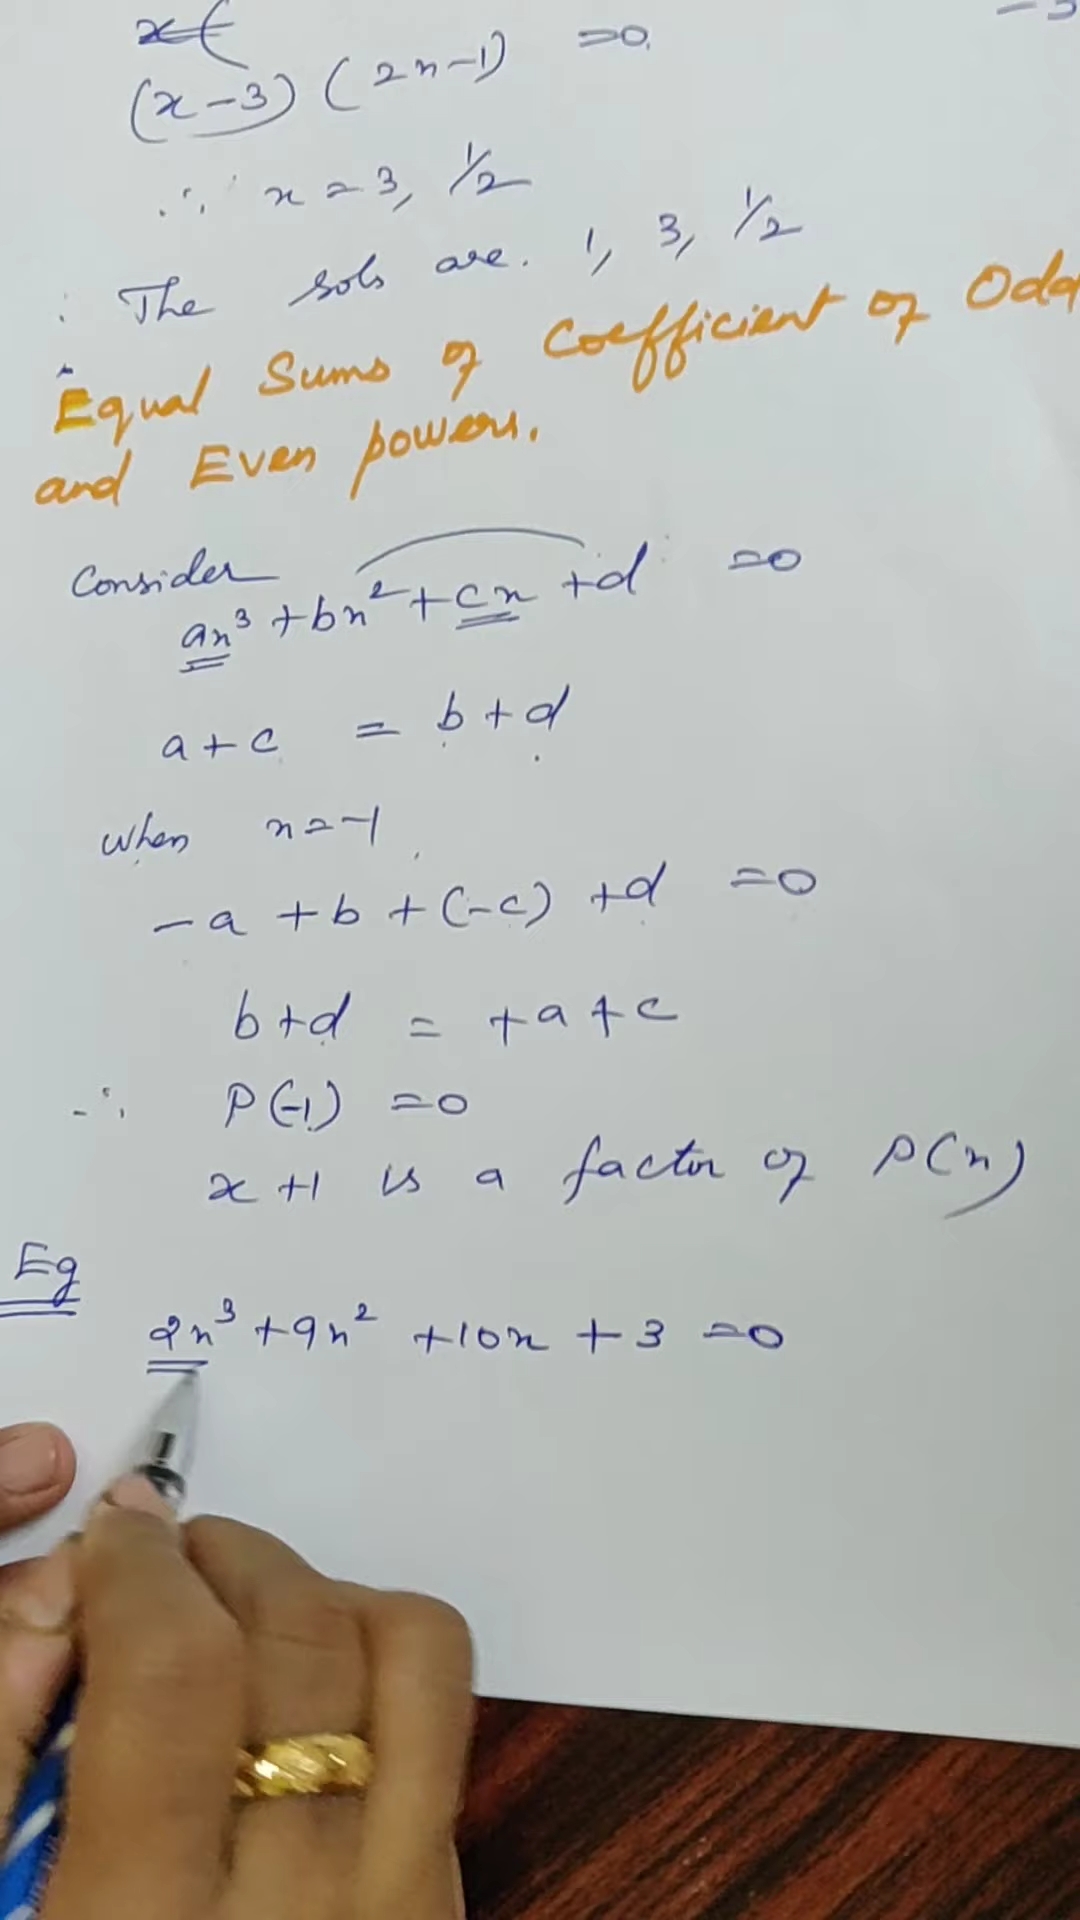 (x-3) (2x-1) =0.
∴ x = 3, 1/2
∴ The sols are. 1, 3, 1/2
Equal Sums of Coefficient of Odd
and Even powers.
Consider
ax³ +bx² +cx +d =0
a+c = b+d
When x=-1
-a +b +(-c) +d =0
b+d = +a+c
∴ P(-1) =0
x+1 is a factor of P(x)
Eg
2x³ +9x² +10x +3 =0